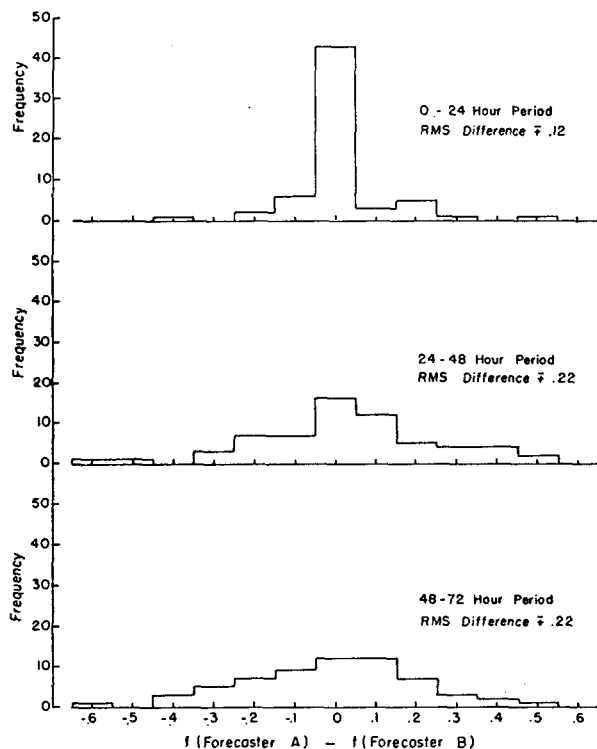 50
40
30
20
10
0
Frequency
0 - 24 Hour Period
RMS Difference ∓ .12
50
40
30
20
10
0
Frequency
24 - 48 Hour Period
RMS Difference ∓ .22
50
40
30
20
10
0
Frequency
48 - 72 Hour Period
RMS Difference ∓ .22
-.6 -.5 -.4 -.3 -.2 -.1 0 .1 .2 .3 .4 .5 .6
f (Forecaster A) - f (Forecaster B)